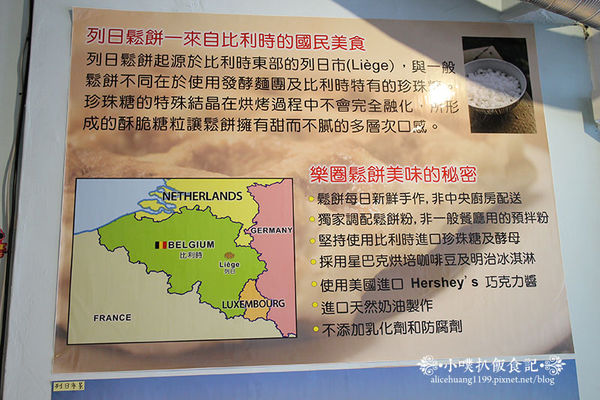 列日鬆餅一來自比利時的國民美食
列日鬆餅起源於比利時東部的列日市(Liège)，與一般
鬆餅不同在於使用發酵麵團及比利時特有的珍珠糖。
珍珠糖的特殊結晶在烘烤過程中不會完全融化，所形
成的酥脆糖粒讓鬆餅擁有甜而不膩的多層次口感。
樂圈鬆餅美味的秘密
鬆餅每日新鮮手作,非中央廚房配送
獨家調配鬆餅粉,非一般餐廳用的預拌粉
堅持使用比利時進口珍珠糖及酵母
採用星巴克烘培咖啡豆及明治冰淇淋
使用美國進口 Hershey's 巧克力醬
進口天然奶油製作
不添加乳化劑和防腐劑
NETHERLANDS
GERMANY
BELGIUM
比利時
Liège
列日
LUXEMBOURG
FRANCE
小噗扒飯食記
alicehuang1199.pixnet.net/blog